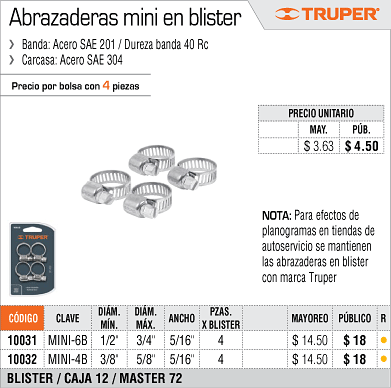 Abrazaderas mini en blister
TRUPER®
Banda: Acero SAE 201 / Dureza banda 40 Rc
Carcasa: Acero SAE 304
Precio por bolsa con 4 piezas
PRECIO UNITARIO
MAY. PÚB.
$ 3.63 $ 4.50
NOTA: Para efectos de
planogramas en tiendas de
autoservicio se mantienen
las abrazaderas en blister
con marca Truper
TRUPER
CÓDIGO CLAVE DIÁM. MÍN. DIÁM. MÁX. ANCHO PZAS. X BLISTER MAYOREO PÚBLICO R
10031 MINI-6B 1/2" 3/4" 5/16" 4 $ 14.50 $ 18
10032 MINI-4B 3/8" 5/8" 5/16" 4 $ 14.50 $ 18
BLISTER / CAJA 12 / MASTER 72